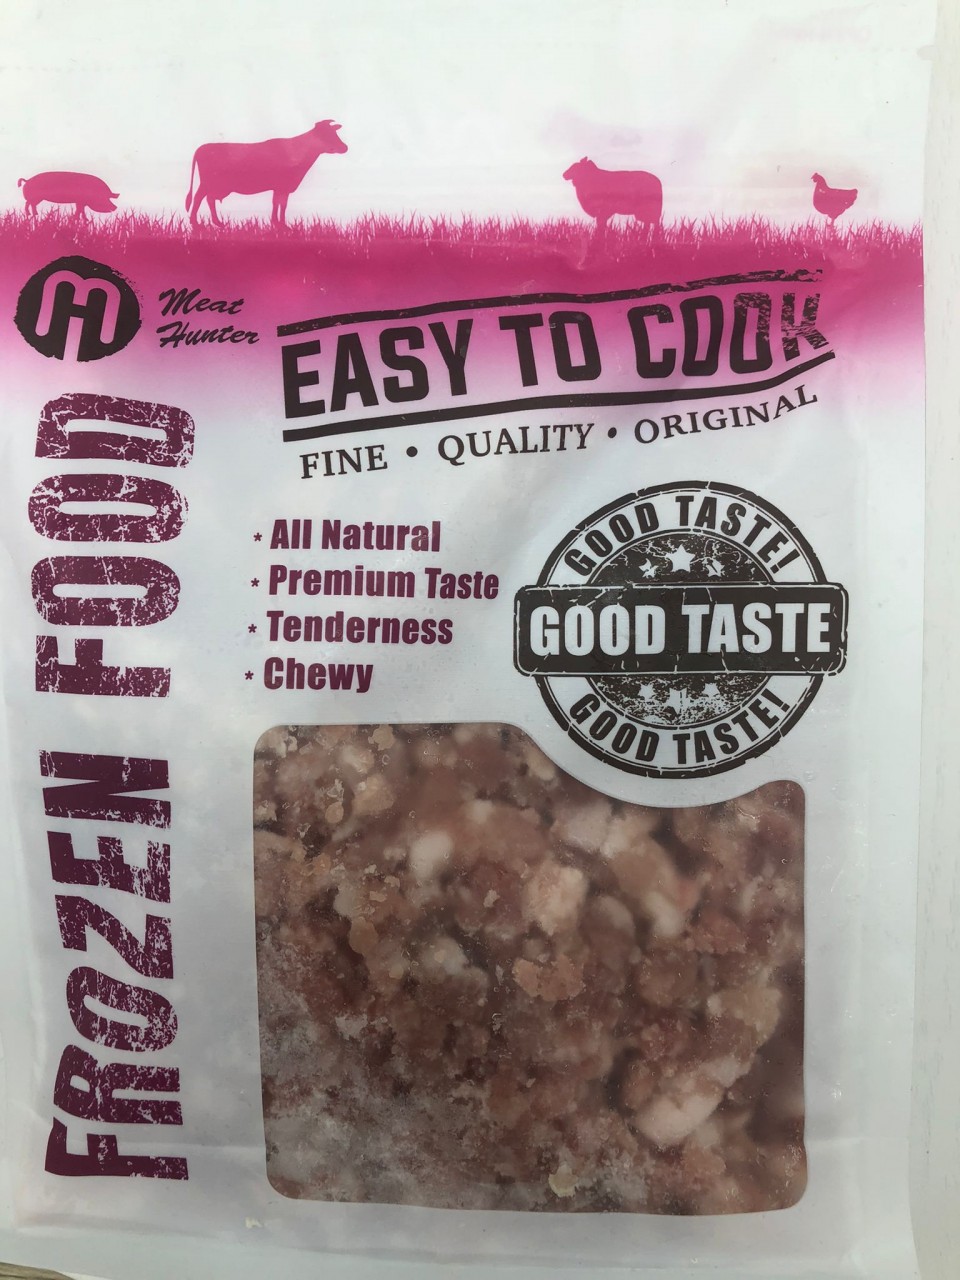 Meat
Hunter
EASY TO COOK
FINE • QUALITY • ORIGINAL
FROZEN FOOD
* All Natural
* Premium Taste
* Tenderness
* Chewy
GOOD TASTE!
GOOD TASTE
GOOD TASTE!